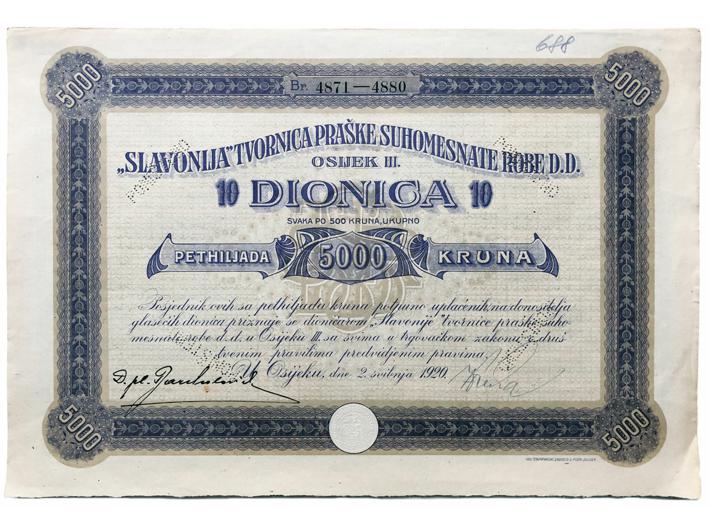 688
5000 5000
Br. 4871—4880
„SLAVONIJA" TVORNICA PRAŠKE SUHOMESNATE ROBE D.D.
OSIJEK III.
10 DIONICA 10
SVAKA PO 500 KRUNA, UKUPNO
PETHILJADA 5000 KRUNA
Posjednik ovih sa pethiljada kruna potpuno uplaćenih, na donositelja
glasećih dionica priznaje se dioničarom „Slavonije" tvornice praške suho-
mesnate robe d. d. u Osijeku III. sa svima u trgovačkom zakonu i druš
tvenim pravilima predvidjenim pravima.
U Osijeku, dne 2. svibnja 1920.
D. pl.
5000 5000